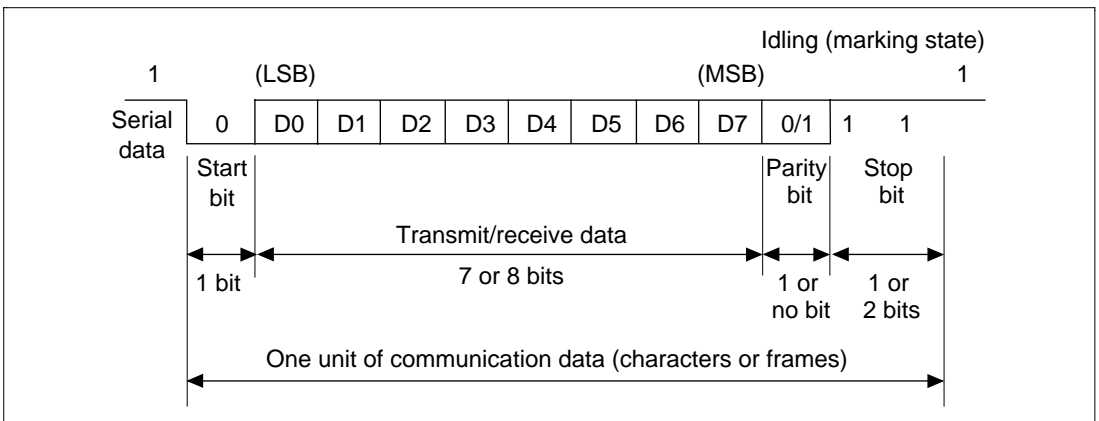 Idling (marking state)
1 (LSB) (MSB) 1
Serial data
0 D0 D1 D2 D3 D4 D5 D6 D7 0/1 1 1
Start bit
Parity bit
Stop bit
Transmit/receive data
1 bit
7 or 8 bits
1 or no bit
1 or 2 bits
One unit of communication data (characters or frames)